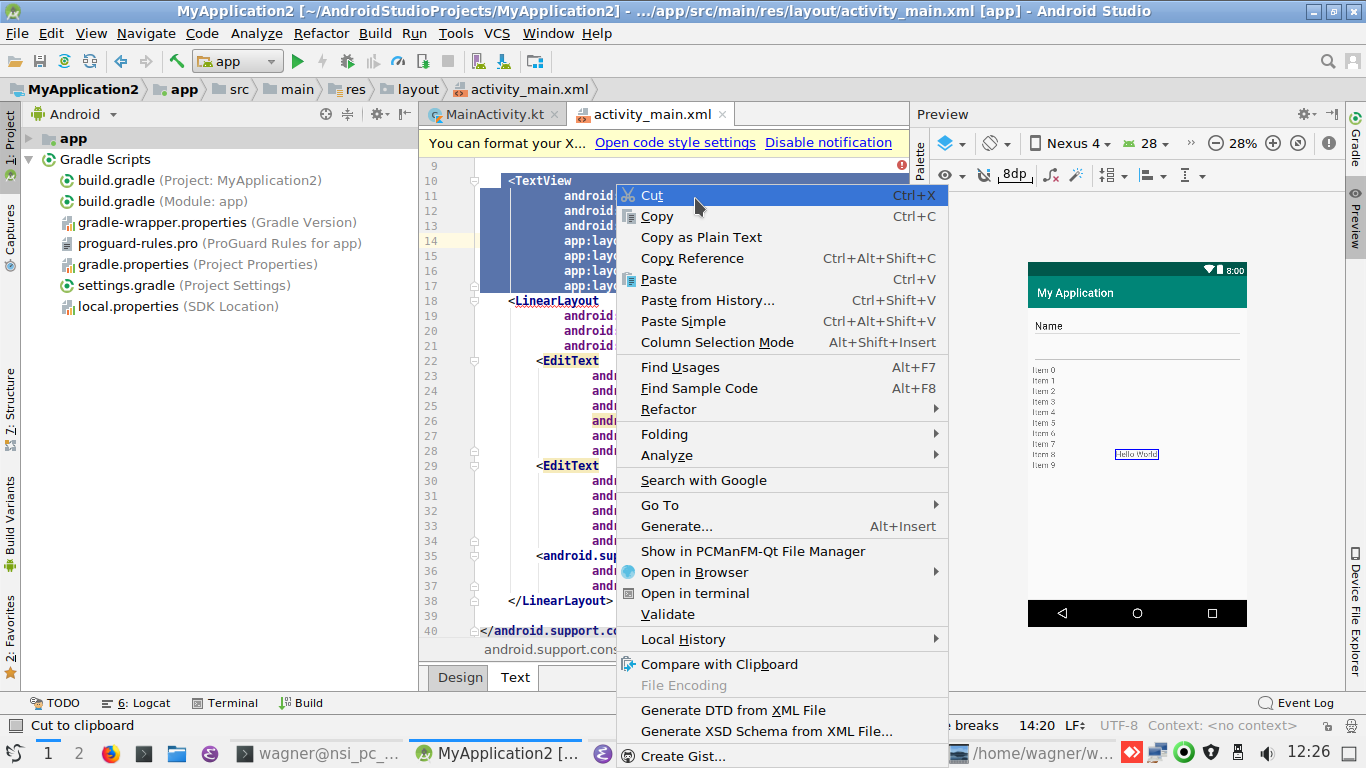 MyApplication2 [~/AndroidStudioProjects/MyApplication2] - .../app/src/main/res/layout/activity_main.xml [app] - Android Studio
File Edit View Navigate Code Analyze Refactor Build Run Tools VCS Window Help
app
MyApplication2 app src main res layout activity_main.xml
Android
MainActivity.kt activity_main.xml
Preview
You can format your X... Open code style settings Disable notification
Nexus 4 28 28%
8dp
app
Gradle Scripts
build.gradle (Project: MyApplication2)
build.gradle (Module: app)
gradle-wrapper.properties (Gradle Version)
proguard-rules.pro (ProGuard Rules for app)
gradle.properties (Project Properties)
settings.gradle (Project Settings)
local.properties (SDK Location)
1: Project
Captures
7: Structure
Build Variants
2: Favorites
9
10 <TextView
11 android
12 android
13 android
14 app:layo
15 app:layo
16 app:layo
17 app:layo
18 <LinearLayout
19 android
20 android
21 android
22 <EditText
23 andr
24 andr
25 andr
26 andr
27 andr
28 andr
29 <EditText
30 andr
31 andr
32 andr
33 andr
34 andr
35 <android.sup
36 andr
37 andr
38 </LinearLayout>
39
40 </android.support.co
android.support.cons
Design Text
Cut Ctrl+X
Copy Ctrl+C
Copy as Plain Text
Copy Reference Ctrl+Alt+Shift+C
Paste Ctrl+V
Paste from History... Ctrl+Shift+V
Paste Simple Ctrl+Alt+Shift+V
Column Selection Mode Alt+Shift+Insert
Find Usages Alt+F7
Find Sample Code Alt+F8
Refactor
Folding
Analyze
Search with Google
Go To
Generate... Alt+Insert
Show in PCManFM-Qt File Manager
Open in Browser
Open in terminal
Validate
Local History
Compare with Clipboard
File Encoding
Generate DTD from XML File
Generate XSD Schema from XML File...
Create Gist...
Palette
8:00
My Application
Name
Item 0
Item 1
Item 2
Item 3
Item 4
Item 5
Item 6
Item 7
Item 8
Item 9
Hello World
Gradle
Device File Explorer
TODO 6: Logcat Terminal Build
Event Log
Cut to clipboard
e breaks 14:20 LF÷ UTF-8 Context: <no context>
1 2 wagner@nsi_pc_... MyApplication2 [...
/home/wagner/w...
12:26